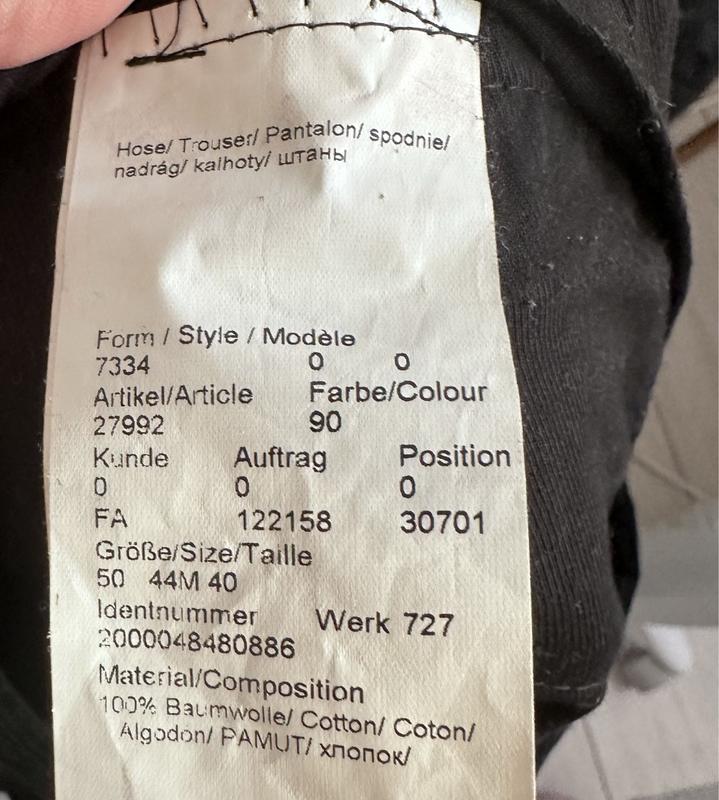 Hose/ Trouser/ Pantalon/ spodnie/
nadrág/ kalhoty/ штаны
Form / Style / Modèle
7334 0 0
Artikel/Article Farbe/Colour
27992 90
Kunde Auftrag Position
0 0 0
FA 122158 30701
Größe/Size/Taille
50 44M 40
Identnummer Werk 727
2000048480886
Material/Composition
100% Baumwolle/ Cotton/ Coton/
Algodon/ PAMUT/ хлопок/